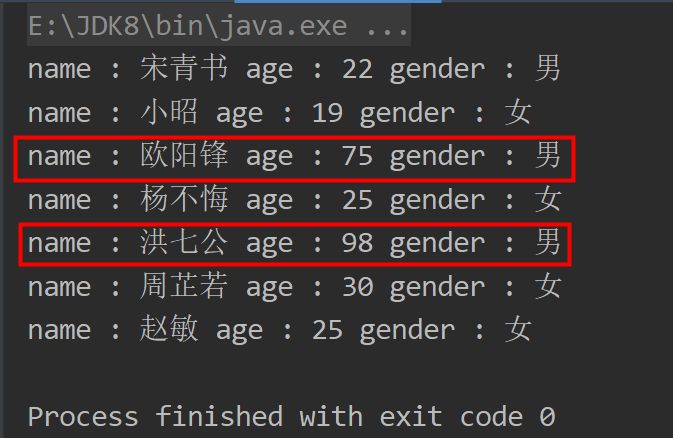 E:\JDK8\bin\java.exe ...
name : 宋青书 age : 22 gender : 男
name : 小昭 age : 19 gender : 女
name : 欧阳锋 age : 75 gender : 男
name : 杨不悔 age : 25 gender : 女
name : 洪七公 age : 98 gender : 男
name : 周芷若 age : 30 gender : 女
name : 赵敏 age : 25 gender : 女
Process finished with exit code 0